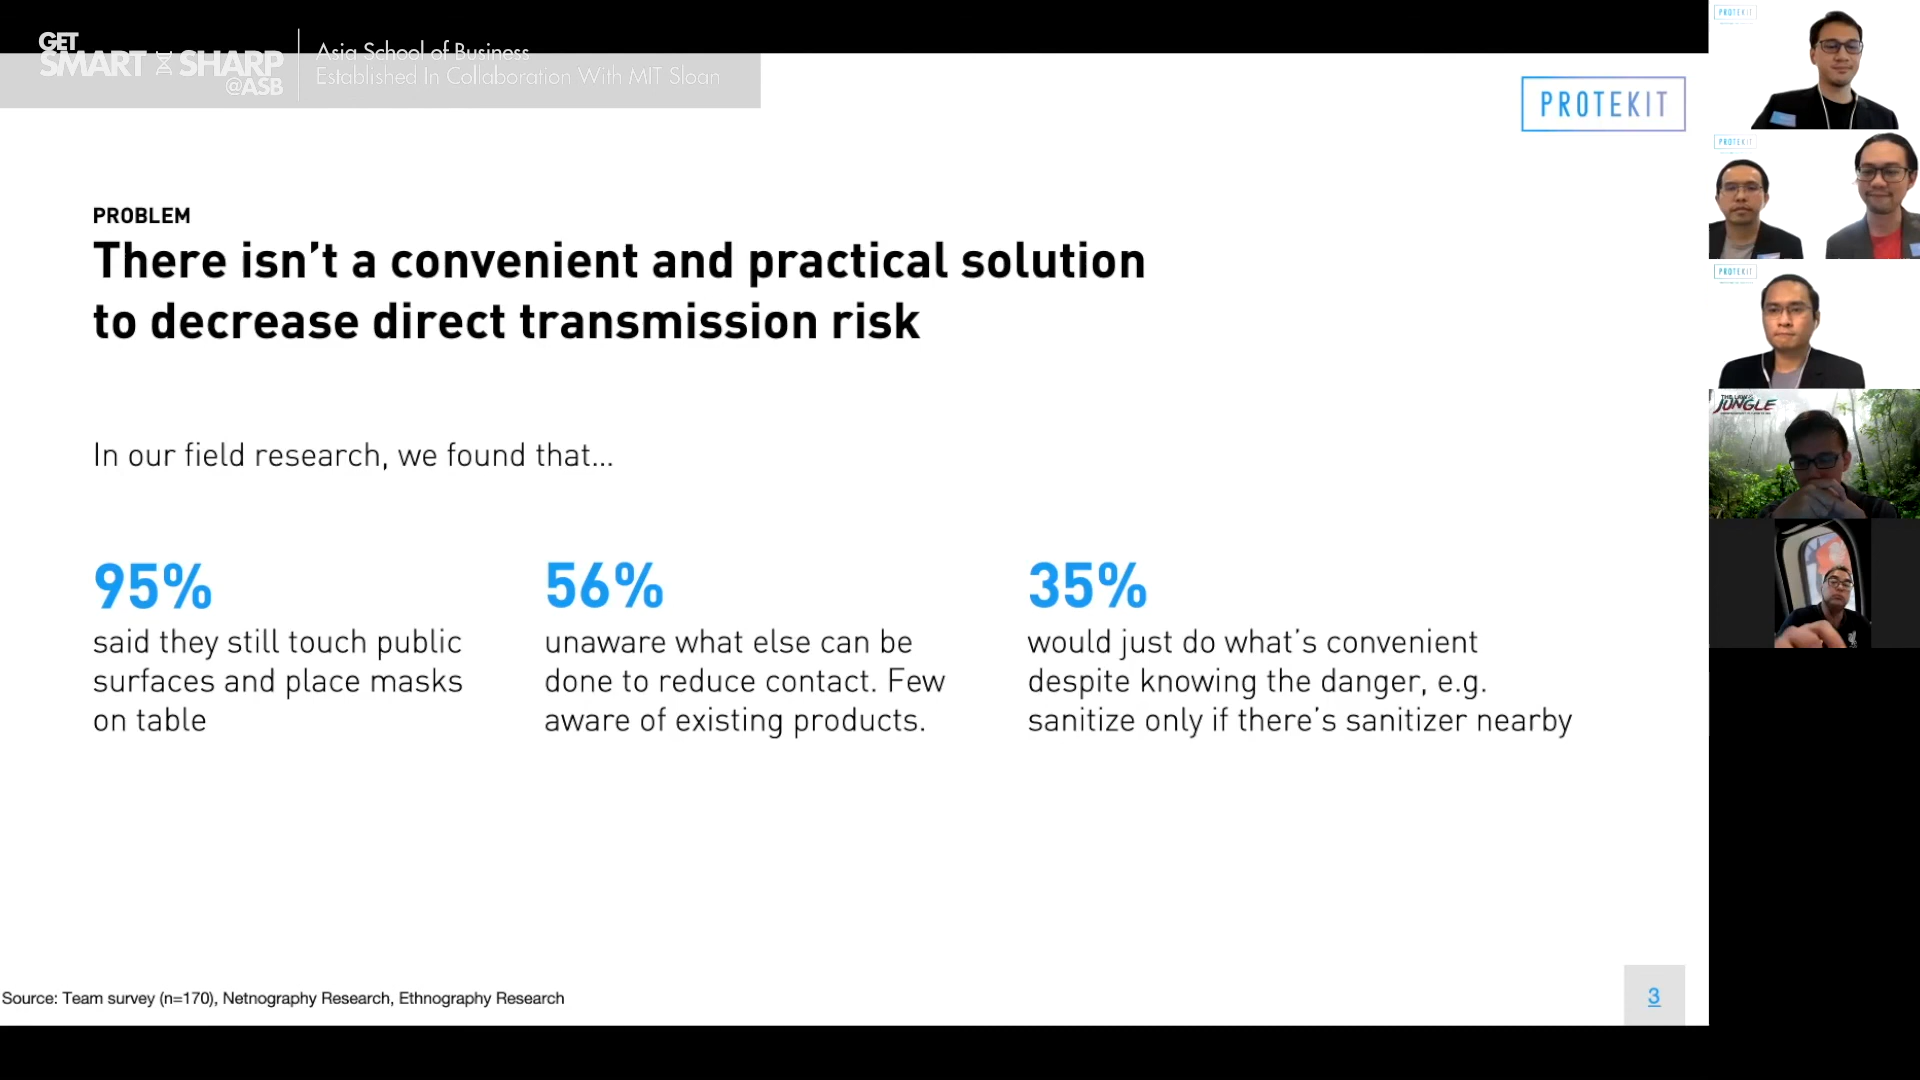 GET
SMART SHARP
@ASB
Asia School of Business
Established In Collaboration With MIT Sloan
PROTEKIT
PROBLEM
There isn’t a convenient and practical solution
to decrease direct transmission risk
In our field research, we found that...
95%
said they still touch public
surfaces and place masks
on table
56%
unaware what else can be
done to reduce contact. Few
aware of existing products.
35%
would just do what’s convenient
despite knowing the danger, e.g.
sanitize only if there’s sanitizer nearby
Source: Team survey (n=170), Netnography Research, Ethnography Research
3
PROTEKIT
PROTEKIT
PROTEKIT
JUNGLE